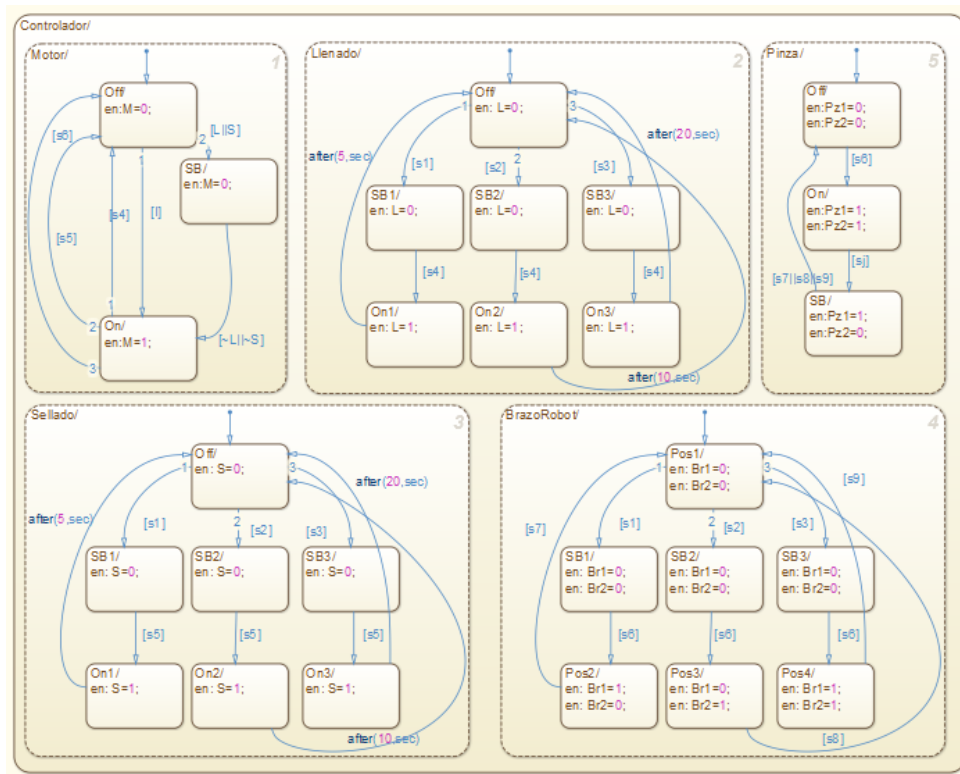 Controlador/
Motor/
1
Off/
en:M=0;
[s6]
2
[L||S]
1
SB/
en:M=0;
[s4]
[I]
[s5]
1
On/
en:M=1;
2
3
[~L||~S]
Llenado/
2
Off/
en: L=0;
1
3
after(5,sec)
[s1]
[s2]
2
[s3]
after(20,sec)
SB1/
en: L=0;
SB2/
en: L=0;
SB3/
en: L=0;
[s4]
[s4]
[s4]
On1/
en: L=1;
On2/
en: L=1;
On3/
en: L=1;
after(10,sec)
Pinza/
5
Off/
en:Pz1=0;
en:Pz2=0;
[s6]
On/
en:Pz1=1;
en:Pz2=1;
[sj]
[s7||s8||s9]
SB/
en:Pz1=1;
en:Pz2=0;
Sellado/
3
Off/
en: S=0;
1
3
after(5,sec)
[s1]
2
[s2]
[s3]
after(20,sec)
SB1/
en: S=0;
SB2/
en: S=0;
SB3/
en: S=0;
[s5]
[s5]
[s5]
On1/
en: S=1;
On2/
en: S=1;
On3/
en: S=1;
after(10,sec)
BrazoRobot/
4
Pos1/
en: Br1=0;
en: Br2=0;
1
3
[s9]
[s7]
[s1]
2
[s2]
[s3]
SB1/
en: Br1=0;
en: Br2=0;
SB2/
en: Br1=0;
en: Br2=0;
SB3/
en: Br1=0;
en: Br2=0;
[s6]
[s6]
[s6]
Pos2/
en: Br1=1;
en: Br2=0;
Pos3/
en: Br1=0;
en: Br2=1;
Pos4/
en: Br1=1;
en: Br2=1;
[s8]